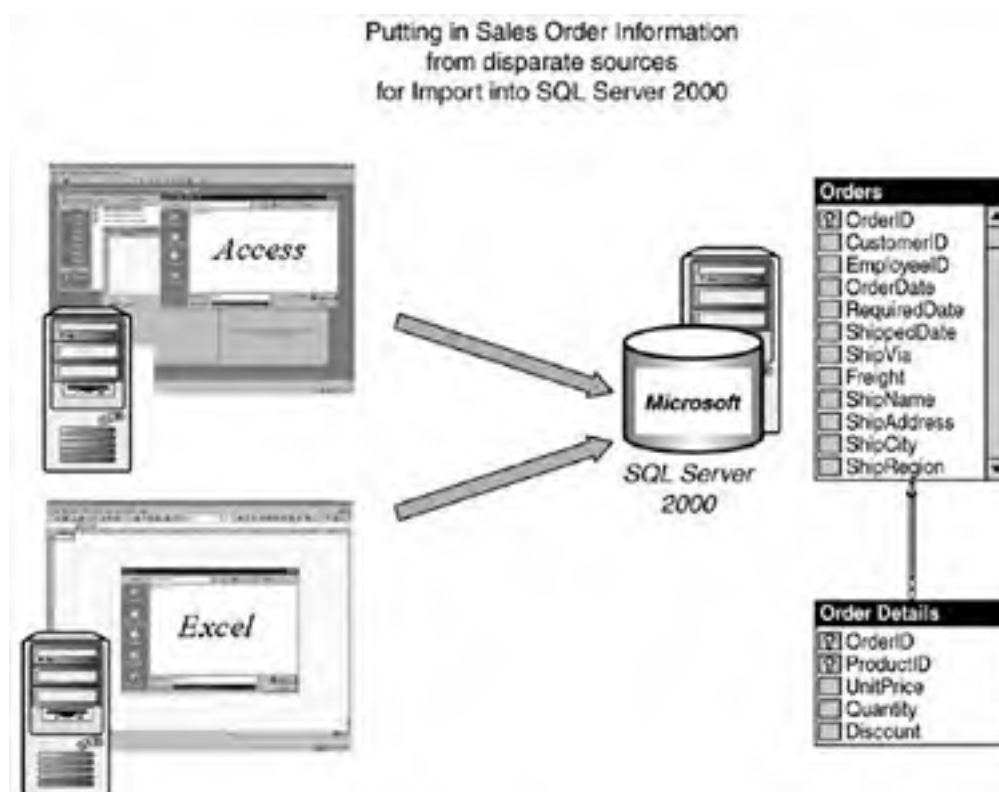 Putting in Sales Order Information
from disparate sources
for Import into SQL Server 2000
Access
Excel
Microsoft
SQL Server
2000
Orders
OrderID
CustomerID
EmployeeID
OrderDate
RequiredDate
ShippedDate
ShipVia
Freight
ShipName
ShipAddress
ShipCity
ShipRegion
Order Details
OrderID
ProductID
UnitPrice
Quantity
Discount